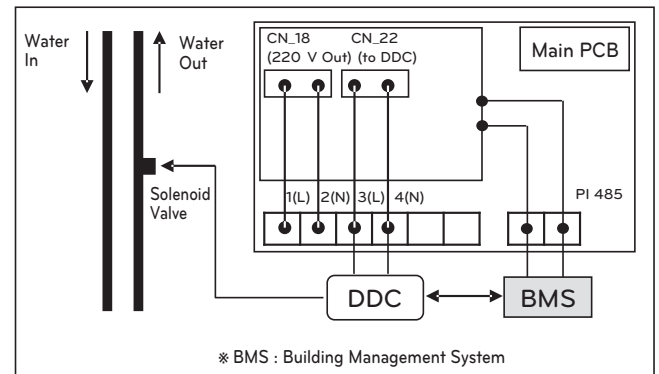 Water
In
Water
Out
CN_18
(220 V Out)
CN_22
(to DDC)
Main PCB
Solenoid
Valve
1(L) 2(N) 3(L) 4(N)
PI 485
DDC
BMS
※ BMS : Building Management System